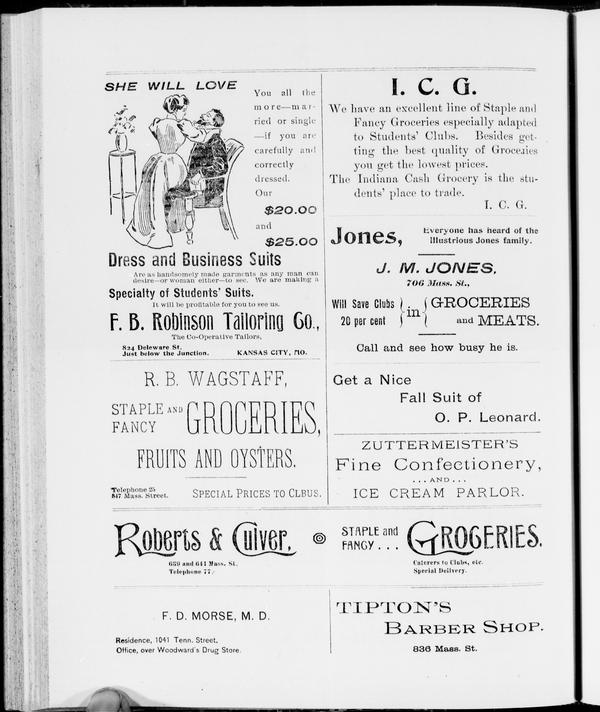 SHE WILL LOVE
You all the
more—mar-
ried or single
—if you are
carefully and
correctly
dressed.
Our
$20.00
and
$25.00
Dress and Business Suits
Are as handsomely made garments as any man can
desire—or woman either—to see. We are making a
Specialty of Students' Suits.
It will be profitable for you to see us.
F. B. Robinson Tailoring Co.,
The Co-Operative Tailors,
824 Deleware St.
Just below the Junction. KANSAS CITY, MO.
R. B. WAGSTAFF,
STAPLE AND
FANCY
GROCERIES,
FRUITS AND OYSTERS.
Telephone 25
847 Mass. Street.
SPECIAL PRICES TO CLBUS.
I. C. G.
We have an excellent line of Staple and
Fancy Groceries especially adapted
to Students' Clubs. Besides get-
ting the best quality of Groceries
you get the lowest prices.
The Indiana Cash Grocery is the stu-
dents' place to trade.
I. C. G.
Jones,
Everyone has heard of the
Illustrious Jones family.
J. M. JONES,
706 Mass. St.,
Will Save Clubs
20 per cent
in
GROCERIES
and MEATS.
Call and see how busy he is.
Get a Nice
Fall Suit of
O. P. Leonard.
ZUTTERMEISTER'S
Fine Confectionery,
...AND...
ICE CREAM PARLOR.
Roberts & Culver,
639 and 641 Mass. St.
Telephone 77
STAPLE and
FANCY...
GROCERIES.
Caterers to Clubs, etc.
Special Delivery.
F. D. MORSE, M. D.
Residence, 1041 Tenn. Street.
Office, over Woodward's Drug Store.
TIPTON'S
BARBER SHOP.
836 Mass. St.